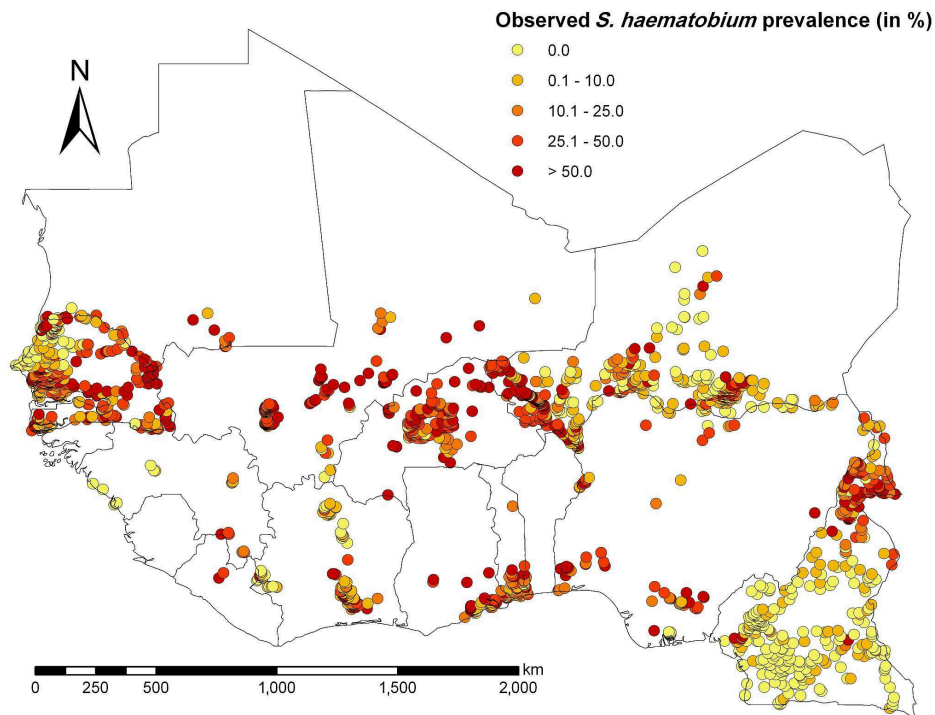 Observed S. haematobium prevalence (in %)
0.0
0.1 - 10.0
10.1 - 25.0
25.1 - 50.0
> 50.0
N
km
0 250 500 1,000 1,500 2,000